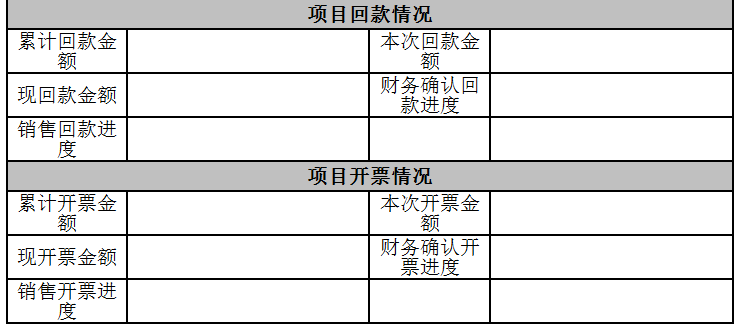 项目回款情况
累计回款金
额
本次回款金
额
现回款金额
财务确认回
款进度
销售回款进
度
项目开票情况
累计开票金
额
本次开票金
额
现开票金额
财务确认开
票进度
销售开票进
度